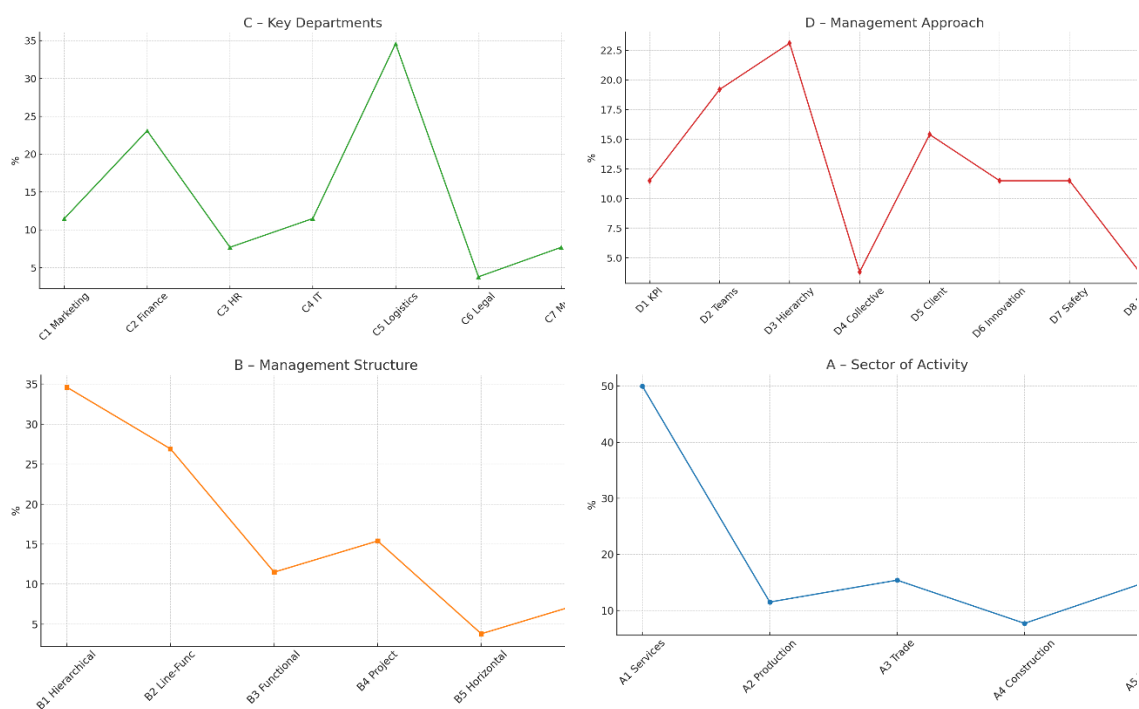 C – Key Departments
35
30
25
20
15
10
5
%
C1 Marketing
C2 Finance
C3 HR
C4 IT
C5 Logistics
C6 Legal
C7
D – Management Approach
22.5
20.0
17.5
15.0
12.5
10.0
7.5
5.0
%
D1 KPI
D2 Teams
D3 Hierarchy
D4 Collective
D5 Client
D6 Innovation
D7 Safety
D8
B – Management Structure
35
30
25
20
15
10
5
%
B1 Hierarchical
B2 Line-Func
B3 Functional
B4 Project
B5 Horizontal
A – Sector of Activity
50
40
30
20
10
%
A1 Services
A2 Production
A3 Trade
A4 Construction
A5